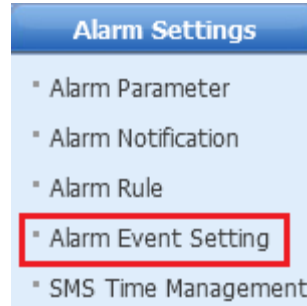 Alarm Settings
Alarm Parameter
Alarm Notification
Alarm Rule
Alarm Event Setting
SMS Time Management